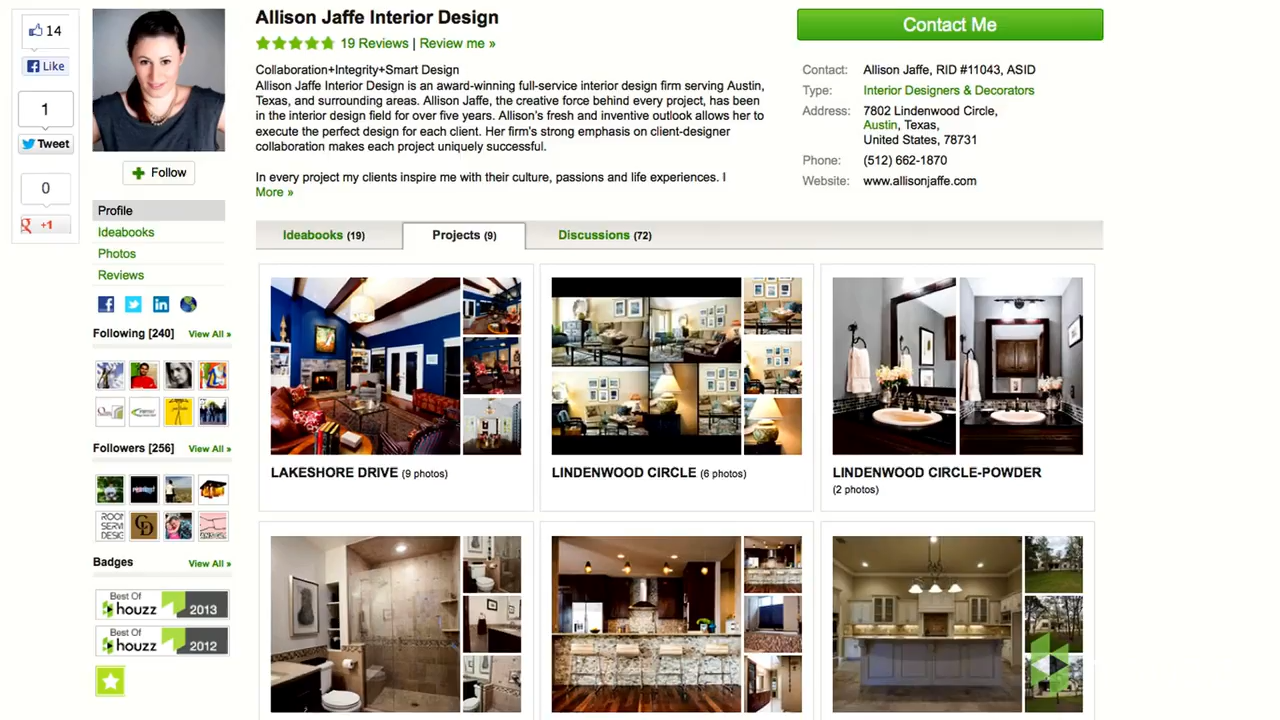 14
Like
1
Tweet
0
+1
Follow
Profile
Ideabooks
Photos
Reviews
Following [240] View All »
Followers [256] View All »
ROOM
SERVI
DESIG
Badges View All »
Best Of
houzz 2013
Best Of
houzz 2012
Allison Jaffe Interior Design
19 Reviews | Review me »
Collaboration+Integrity+Smart Design
Allison Jaffe Interior Design is an award-winning full-service interior design firm serving Austin,
Texas, and surrounding areas. Allison Jaffe, the creative force behind every project, has been
in the interior design field for over five years. Allison's fresh and inventive outlook allows her to
execute the perfect design for each client. Her firm's strong emphasis on client-designer
collaboration makes each project uniquely successful.
In every project my clients inspire me with their culture, passions and life experiences. I
More »
Contact Me
Contact: Allison Jaffe, RID #11043, ASID
Type: Interior Designers & Decorators
Address: 7802 Lindenwood Circle,
Austin, Texas,
United States, 78731
Phone: (512) 662-1870
Website: www.allisonjaffe.com
Ideabooks (19) Projects (9) Discussions (72)
LAKESHORE DRIVE (9 photos)
LINDENWOOD CIRCLE (6 photos)
LINDENWOOD CIRCLE-POWDER
(2 photos)